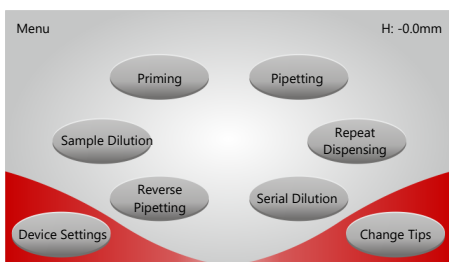 Menu
H: -0.0mm
Priming
Pipetting
Sample Dilution
Repeat
Dispensing
Reverse
Pipetting
Serial Dilution
Device Settings
Change Tips